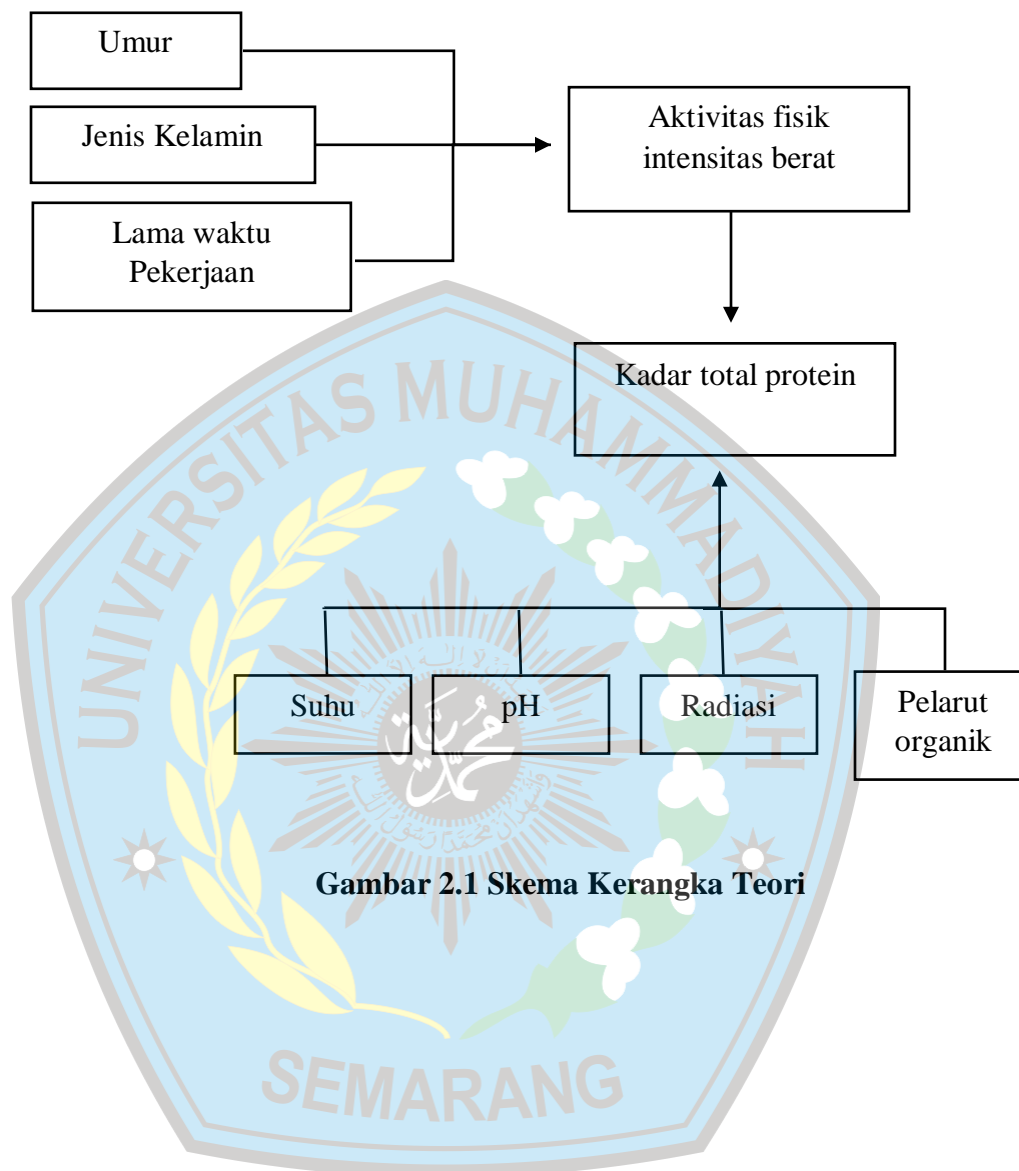 Umur
Jenis Kelamin
Lama waktu
Pekerjaan
Aktivitas fisik
intensitas berat
Kadar total protein
Suhu
pH
Radiasi
Pelarut
organik
Gambar 2.1 Skema Kerangka Teori
UNIVERSITAS MUHAMMADIYAH
SEMARANG